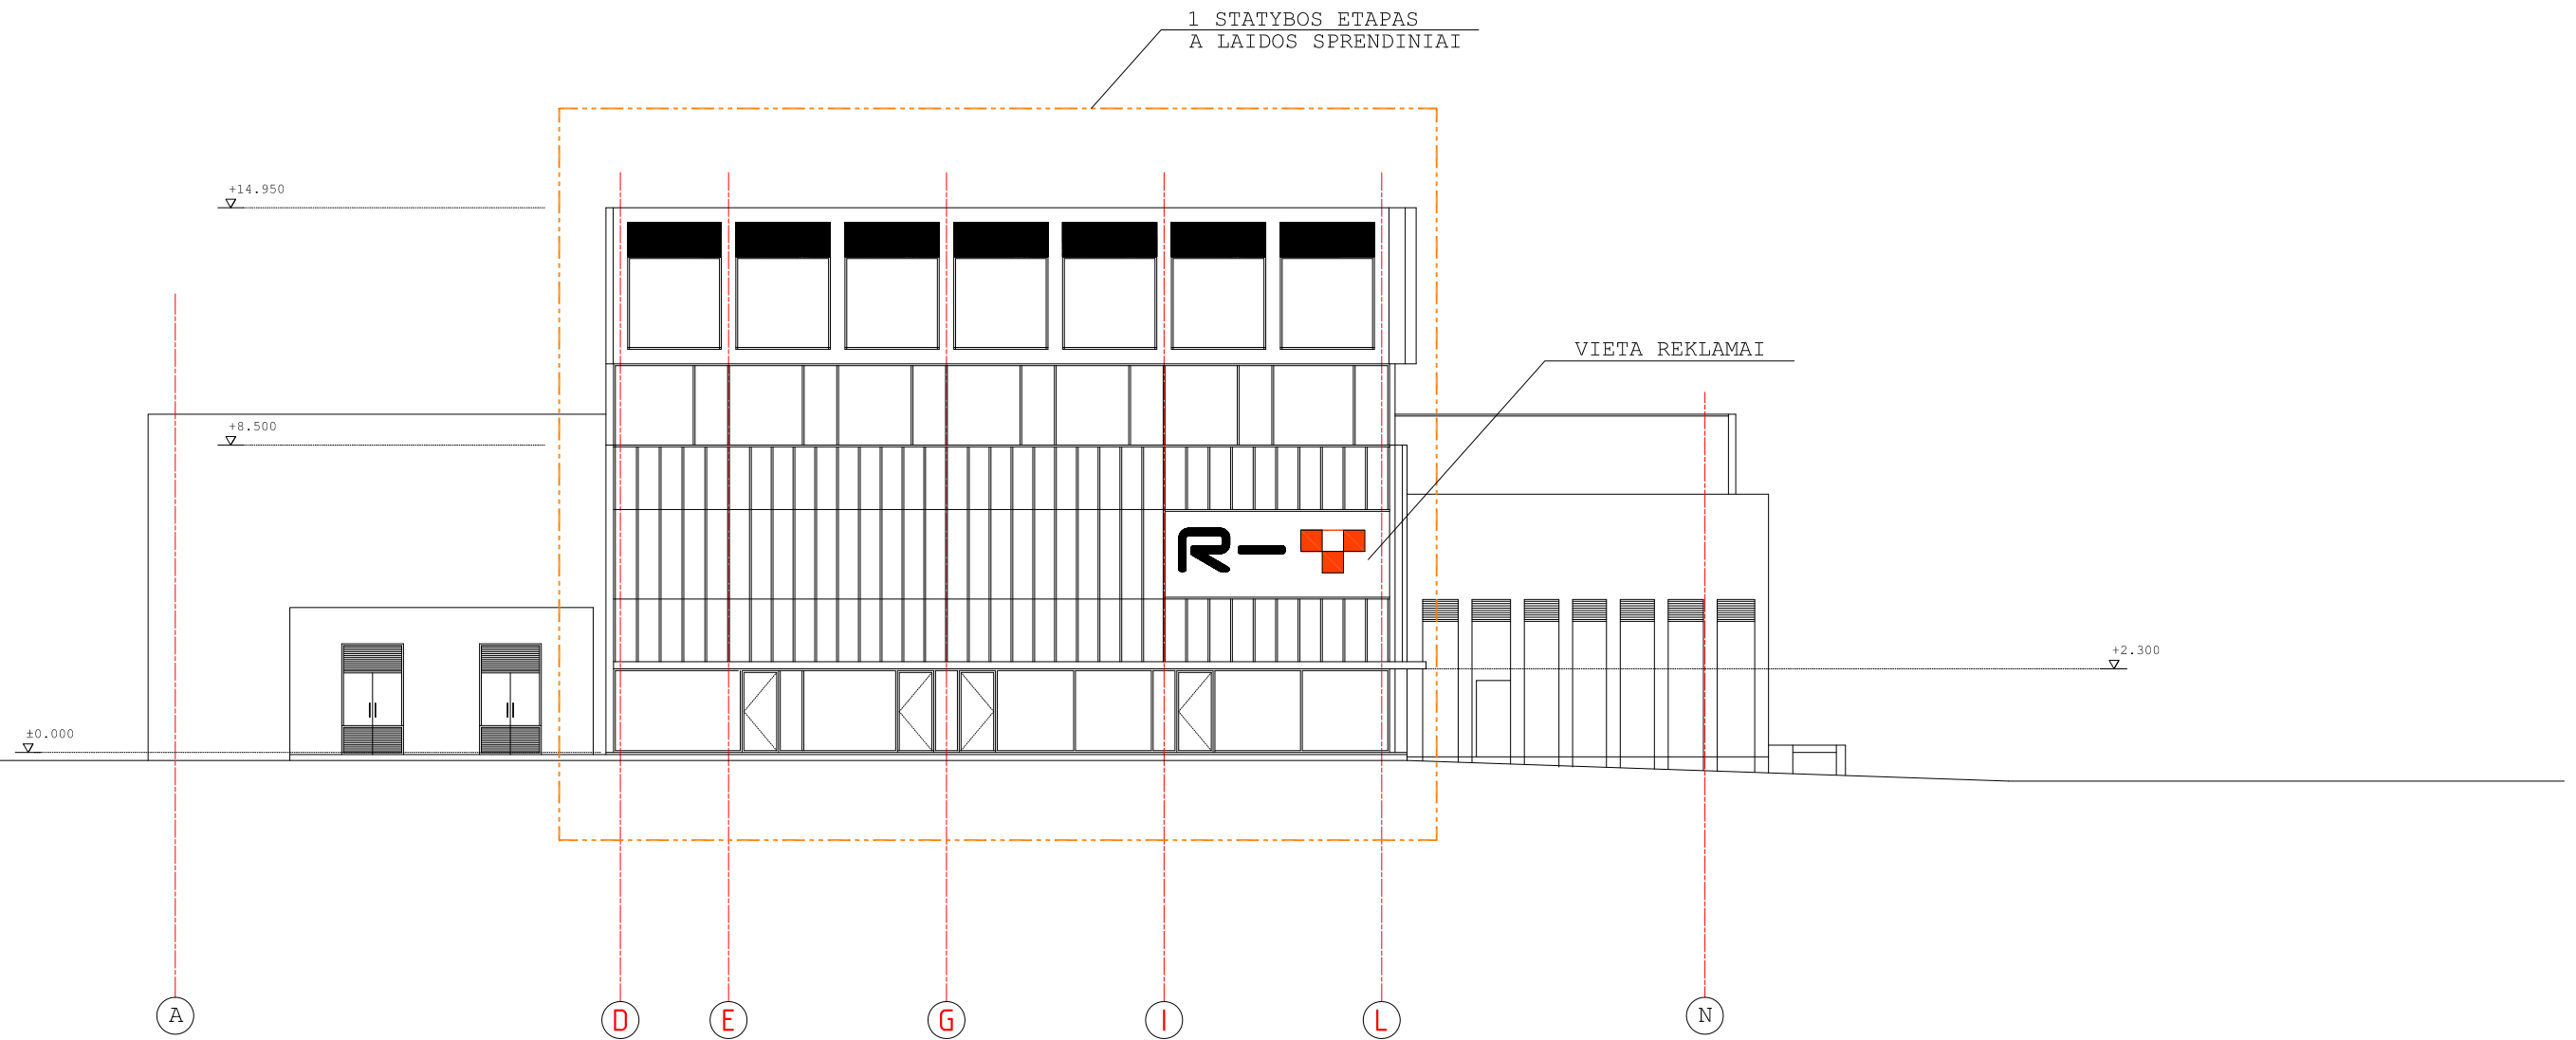 1 STATYBOS ETAPAS
A LAIDOS SPRENDINIAI
+14.950
VIETA REKLAMAI
+8.500
R-
+2.300
±0.000
A
D
E
G
I
L
N